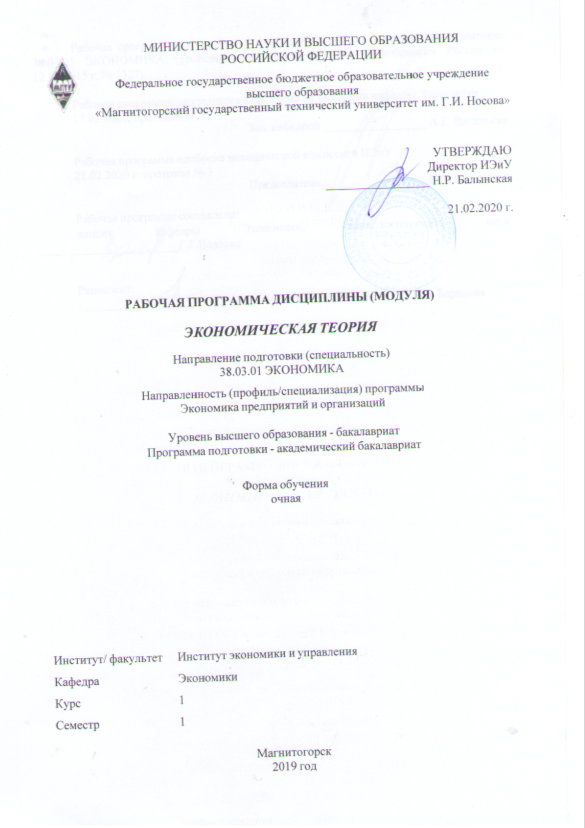 МИНИСТЕРСТВО НАУКИ И ВЫСШЕГО ОБРАЗОВАНИЯ
РОССИЙСКОЙ ФЕДЕРАЦИИ
Федеральное государственное бюджетное образовательное учреждение
высшего образования
«Магнитогорский государственный технический университет им. Г.И. Носова»
УТВЕРЖДАЮ
Директор ИЭиУ
Н.Р. Балынская
21.02.2020 г.
РАБОЧАЯ ПРОГРАММА ДИСЦИПЛИНЫ (МОДУЛЯ)
ЭКОНОМИЧЕСКАЯ ТЕОРИЯ
Направление подготовки (специальность)
38.03.01 ЭКОНОМИКА
Направленность (профиль/специализация) программы
Экономика предприятий и организаций
Уровень высшего образования - бакалавриат
Программа подготовки - академический бакалавриат
Форма обучения
очная
Институт/ факультет Институт экономики и управления
Кафедра Экономики
Курс 1
Семестр 1
Магнитогорск
2019 год